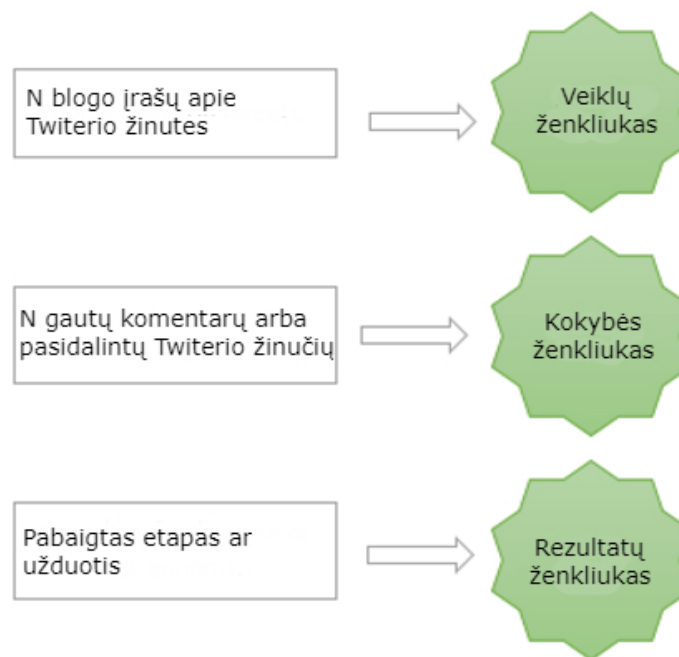 N blogo įrašų apie
Twiterio žinutes
Veiklų
ženkliukas
N gautų komentarų arba
pasidalintų Twiterio žinučių
Kokybės
ženkliukas
Pabaigtas etapas ar
užduotis
Rezultatų
ženkliukas